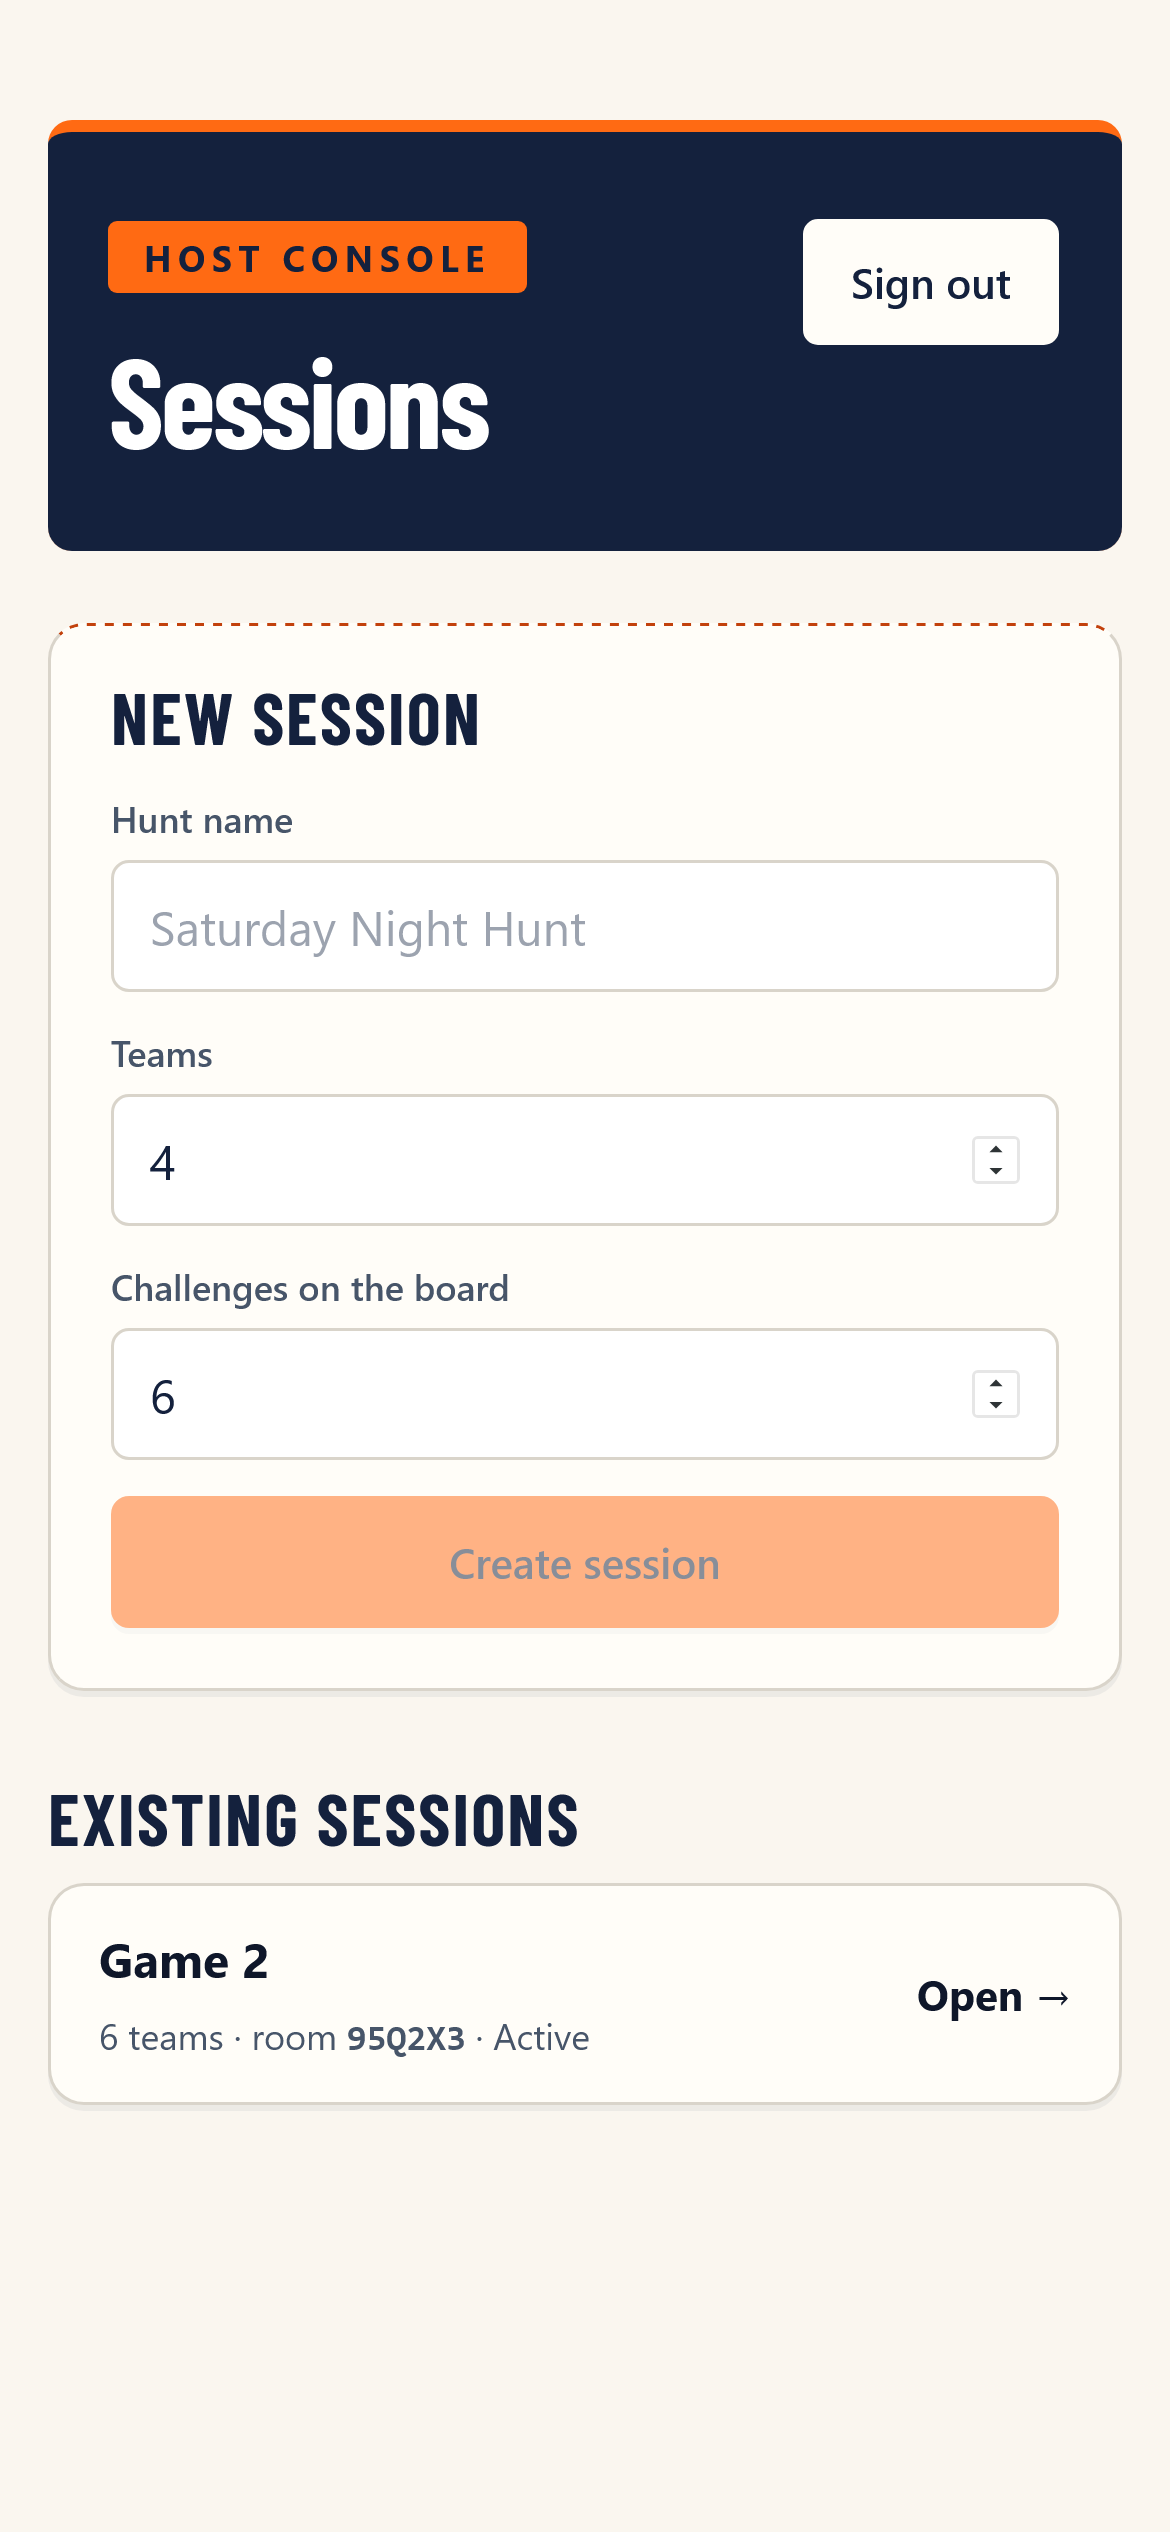 HOST CONSOLE
Sign out
Sessions
NEW SESSION
Hunt name
Saturday Night Hunt
Teams
4
Challenges on the board
6
Create session
EXISTING SESSIONS
Game 2
6 teams · room 95Q2X3 · Active
Open →